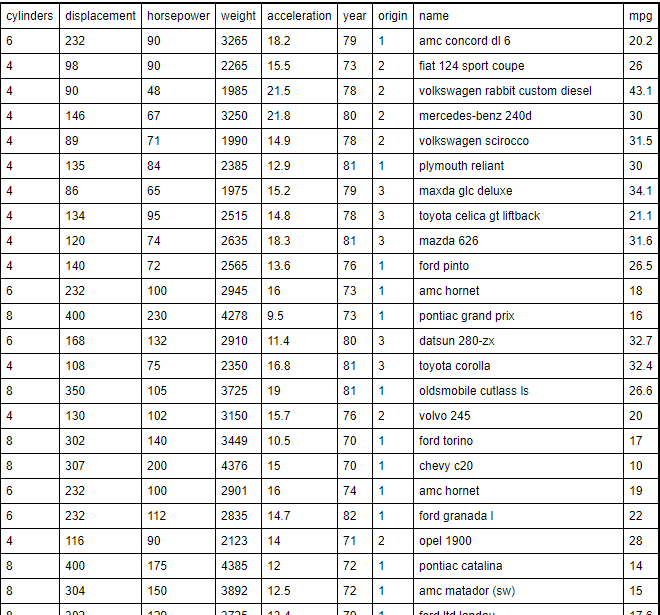 cylinders displacement horsepower weight acceleration year origin name mpg
6 232 90 3265 18.2 79 1 amc concord dl 6 20.2
4 98 90 2265 15.5 73 2 fiat 124 sport coupe 26
4 90 48 1985 21.5 78 2 volkswagen rabbit custom diesel 43.1
4 146 67 3250 21.8 80 2 mercedes-benz 240d 30
4 89 71 1990 14.9 78 2 volkswagen scirocco 31.5
4 135 84 2385 12.9 81 1 plymouth reliant 30
4 86 65 1975 15.2 79 3 maxda glc deluxe 34.1
4 134 95 2515 14.8 78 3 toyota celica gt liftback 21.1
4 120 74 2635 18.3 81 3 mazda 626 31.6
4 140 72 2565 13.6 76 1 ford pinto 26.5
6 232 100 2945 16 73 1 amc hornet 18
8 400 230 4278 9.5 73 1 pontiac grand prix 16
6 168 132 2910 11.4 80 3 datsun 280-zx 32.7
4 108 75 2350 16.8 81 3 toyota corolla 32.4
8 350 105 3725 19 81 1 oldsmobile cutlass ls 26.6
4 130 102 3150 15.7 76 2 volvo 245 20
8 302 140 3449 10.5 70 1 ford torino 17
8 307 200 4376 15 70 1 chevy c20 10
6 232 100 2901 16 74 1 amc hornet 19
6 232 112 2835 14.7 82 1 ford granada l 22
4 116 90 2123 14 71 2 opel 1900 28
8 400 175 4385 12 72 1 pontiac catalina 14
8 304 150 3892 12.5 72 1 amc matador (sw) 15